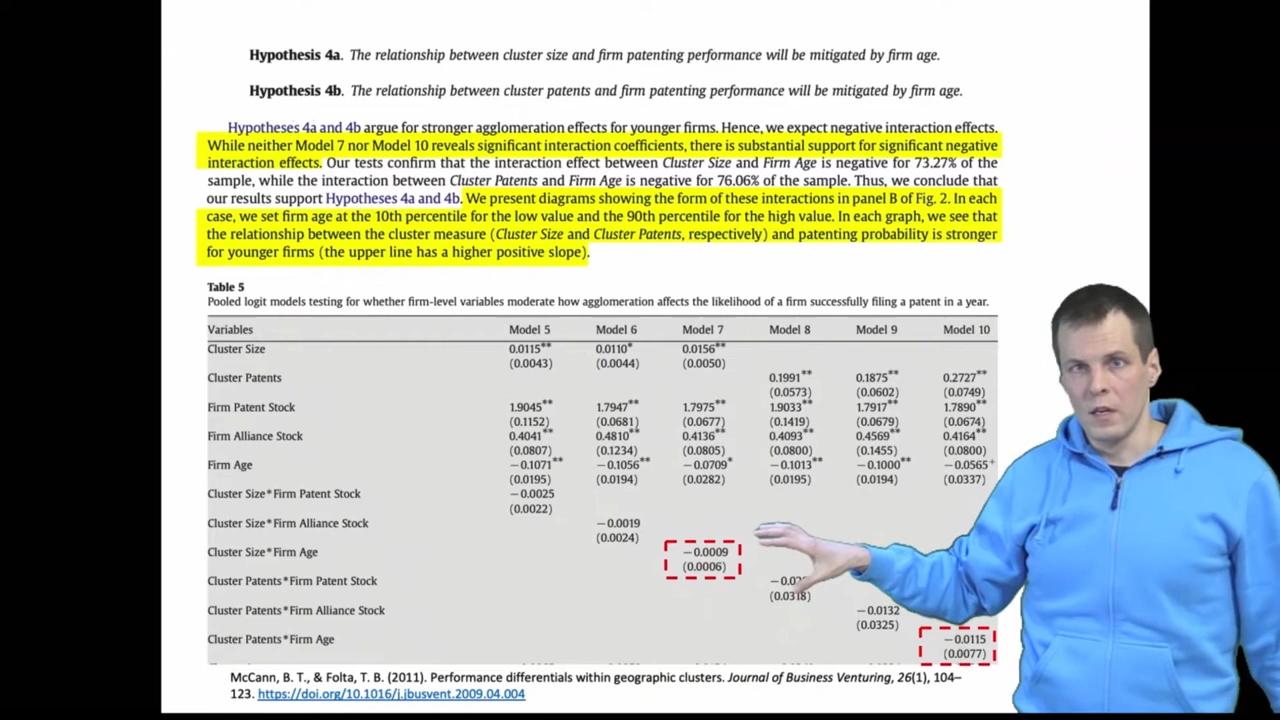 Hypothesis 4a. The relationship between cluster size and firm patenting performance will be mitigated by firm age.
Hypothesis 4b. The relationship between cluster patents and firm patenting performance will be mitigated by firm age.
Hypotheses 4a and 4b argue for stronger agglomeration effects for younger firms. Hence, we expect negative interaction effects.
While neither Model 7 nor Model 10 reveals significant interaction coefficients, there is substantial support for significant negative
interaction effects. Our tests confirm that the interaction effect between Cluster Size and Firm Age is negative for 73.27% of the
sample, while the interaction between Cluster Patents and Firm Age is negative for 76.06% of the sample. Thus, we conclude that
our results support Hypotheses 4a and 4b. We present diagrams showing the form of these interactions in panel B of Fig. 2. In each
case, we set firm age at the 10th percentile for the low value and the 90th percentile for the high value. In each graph, we see that
the relationship between the cluster measure (Cluster Size and Cluster Patents, respectively) and patenting probability is stronger
for younger firms (the upper line has a higher positive slope).
Table 5
Pooled logit models testing for whether firm-level variables moderate how agglomeration affects the likelihood of a firm successfully filing a patent in a year.
Variables Model 5 Model 6 Model 7 Model 8 Model 9 Model 10
Cluster Size 0.0115** 0.0110* 0.0156**
(0.0043) (0.0044) (0.0050)
Cluster Patents 0.1991** 0.1875** 0.2727**
(0.0573) (0.0602) (0.0749)
Firm Patent Stock 1.9045** 1.7947** 1.7975** 1.9033** 1.7917** 1.7890**
(0.1152) (0.0681) (0.0677) (0.1419) (0.0679) (0.0674)
Firm Alliance Stock 0.4041** 0.4810** 0.4136** 0.4093** 0.4569** 0.4164**
(0.0807) (0.1234) (0.0805) (0.0800) (0.1455) (0.0800)
Firm Age −0.1071** −0.1056** −0.0709* −0.1013** −0.1000** −0.0565+
(0.0195) (0.0194) (0.0282) (0.0195) (0.0194) (0.0337)
Cluster Size*Firm Patent Stock −0.0025
(0.0022)
Cluster Size*Firm Alliance Stock −0.0019
(0.0024)
Cluster Size*Firm Age −0.0009
(0.0006)
Cluster Patents*Firm Patent Stock
(0.0318)
Cluster Patents*Firm Alliance Stock −0.0132
(0.0325)
Cluster Patents*Firm Age −0.0115
(0.0077)
McCann, B. T., & Folta, T. B. (2011). Performance differentials within geographic clusters. Journal of Business Venturing, 26(1), 104–
123. https://doi.org/10.1016/j.jbusvent.2009.04.004